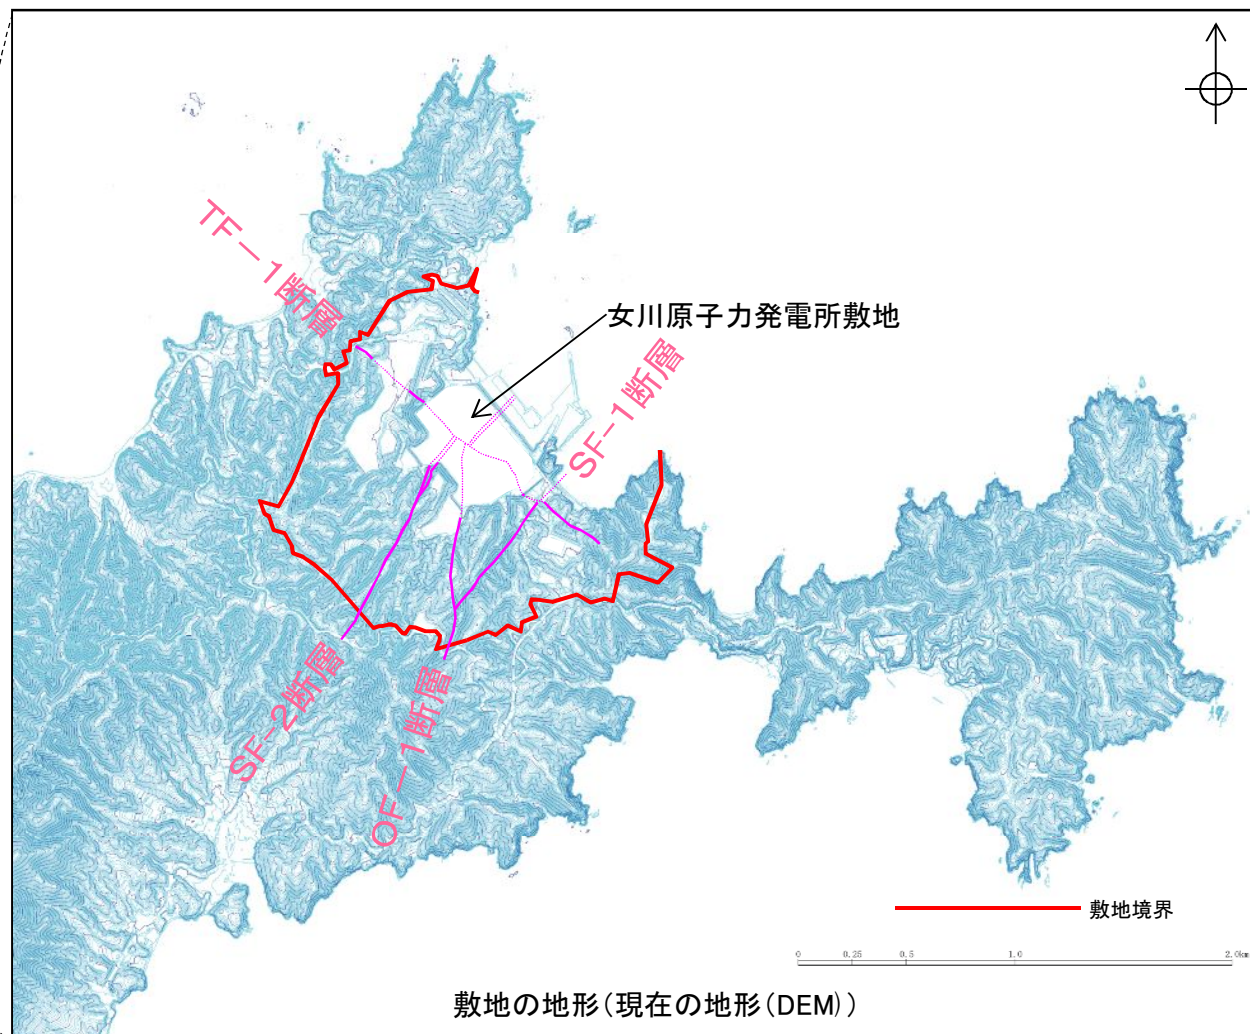 TF－1断層
女川原子力発電所敷地
SF－1断層
SF－2断層
OF－1断層
敷地境界
0 0.25 0.5 1.0 2.0km
敷地の地形（現在の地形（DEM））